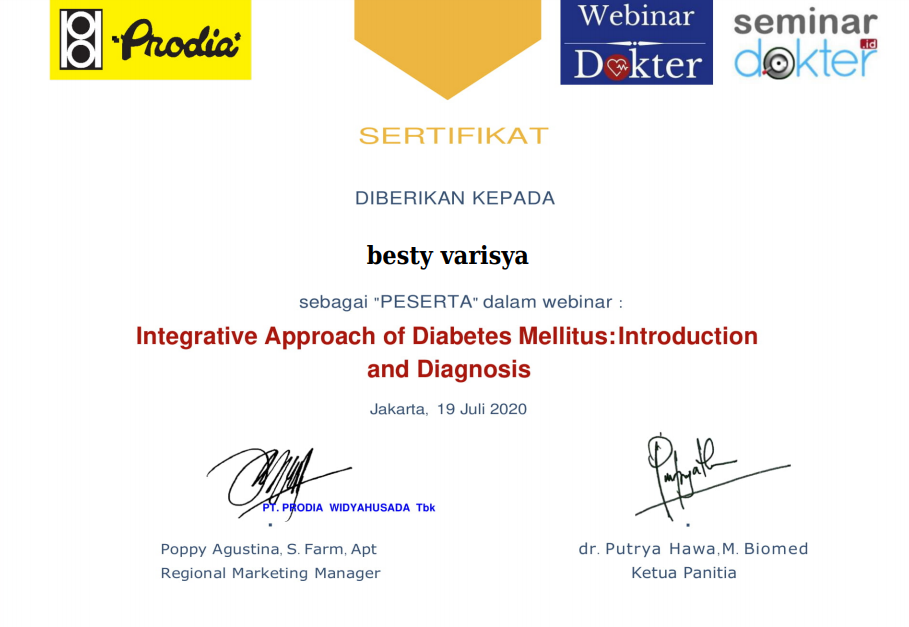 Prodia
Webinar
Dokter
seminar
dokter.id
SERTIFIKAT
DIBERIKAN KEPADA
besty varisya
sebagai "PESERTA" dalam webinar :
Integrative Approach of Diabetes Mellitus:Introduction
and Diagnosis
Jakarta, 19 Juli 2020
PT. PRODIA WIDYAHUSADA Tbk
Poppy Agustina, S. Farm, Apt
Regional Marketing Manager
dr. Putrya Hawa,M. Biomed
Ketua Panitia